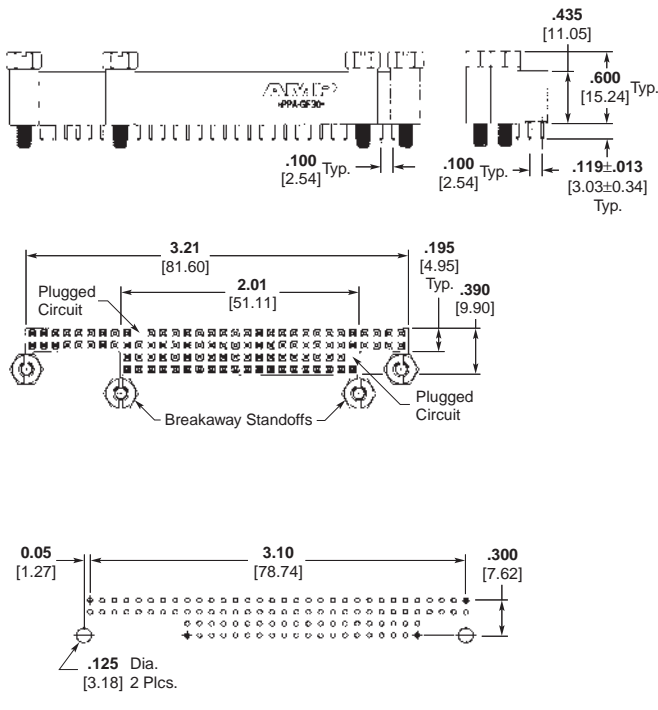 .435
[11.05]
.600
[15.24] Typ.
AMP
>PPA-GF30<
.100
[2.54] Typ.
.100
[2.54] Typ.
.119±.013
[3.03±0.34]
Typ.
3.21
[81.60]
.195
[4.95]
Typ.
2.01
[51.11]
.390
[9.90]
Plugged
Circuit
Plugged
Circuit
Breakaway Standoffs
0.05
[1.27]
3.10
[78.74]
.300
[7.62]
.125 Dia.
[3.18] 2 Plcs.